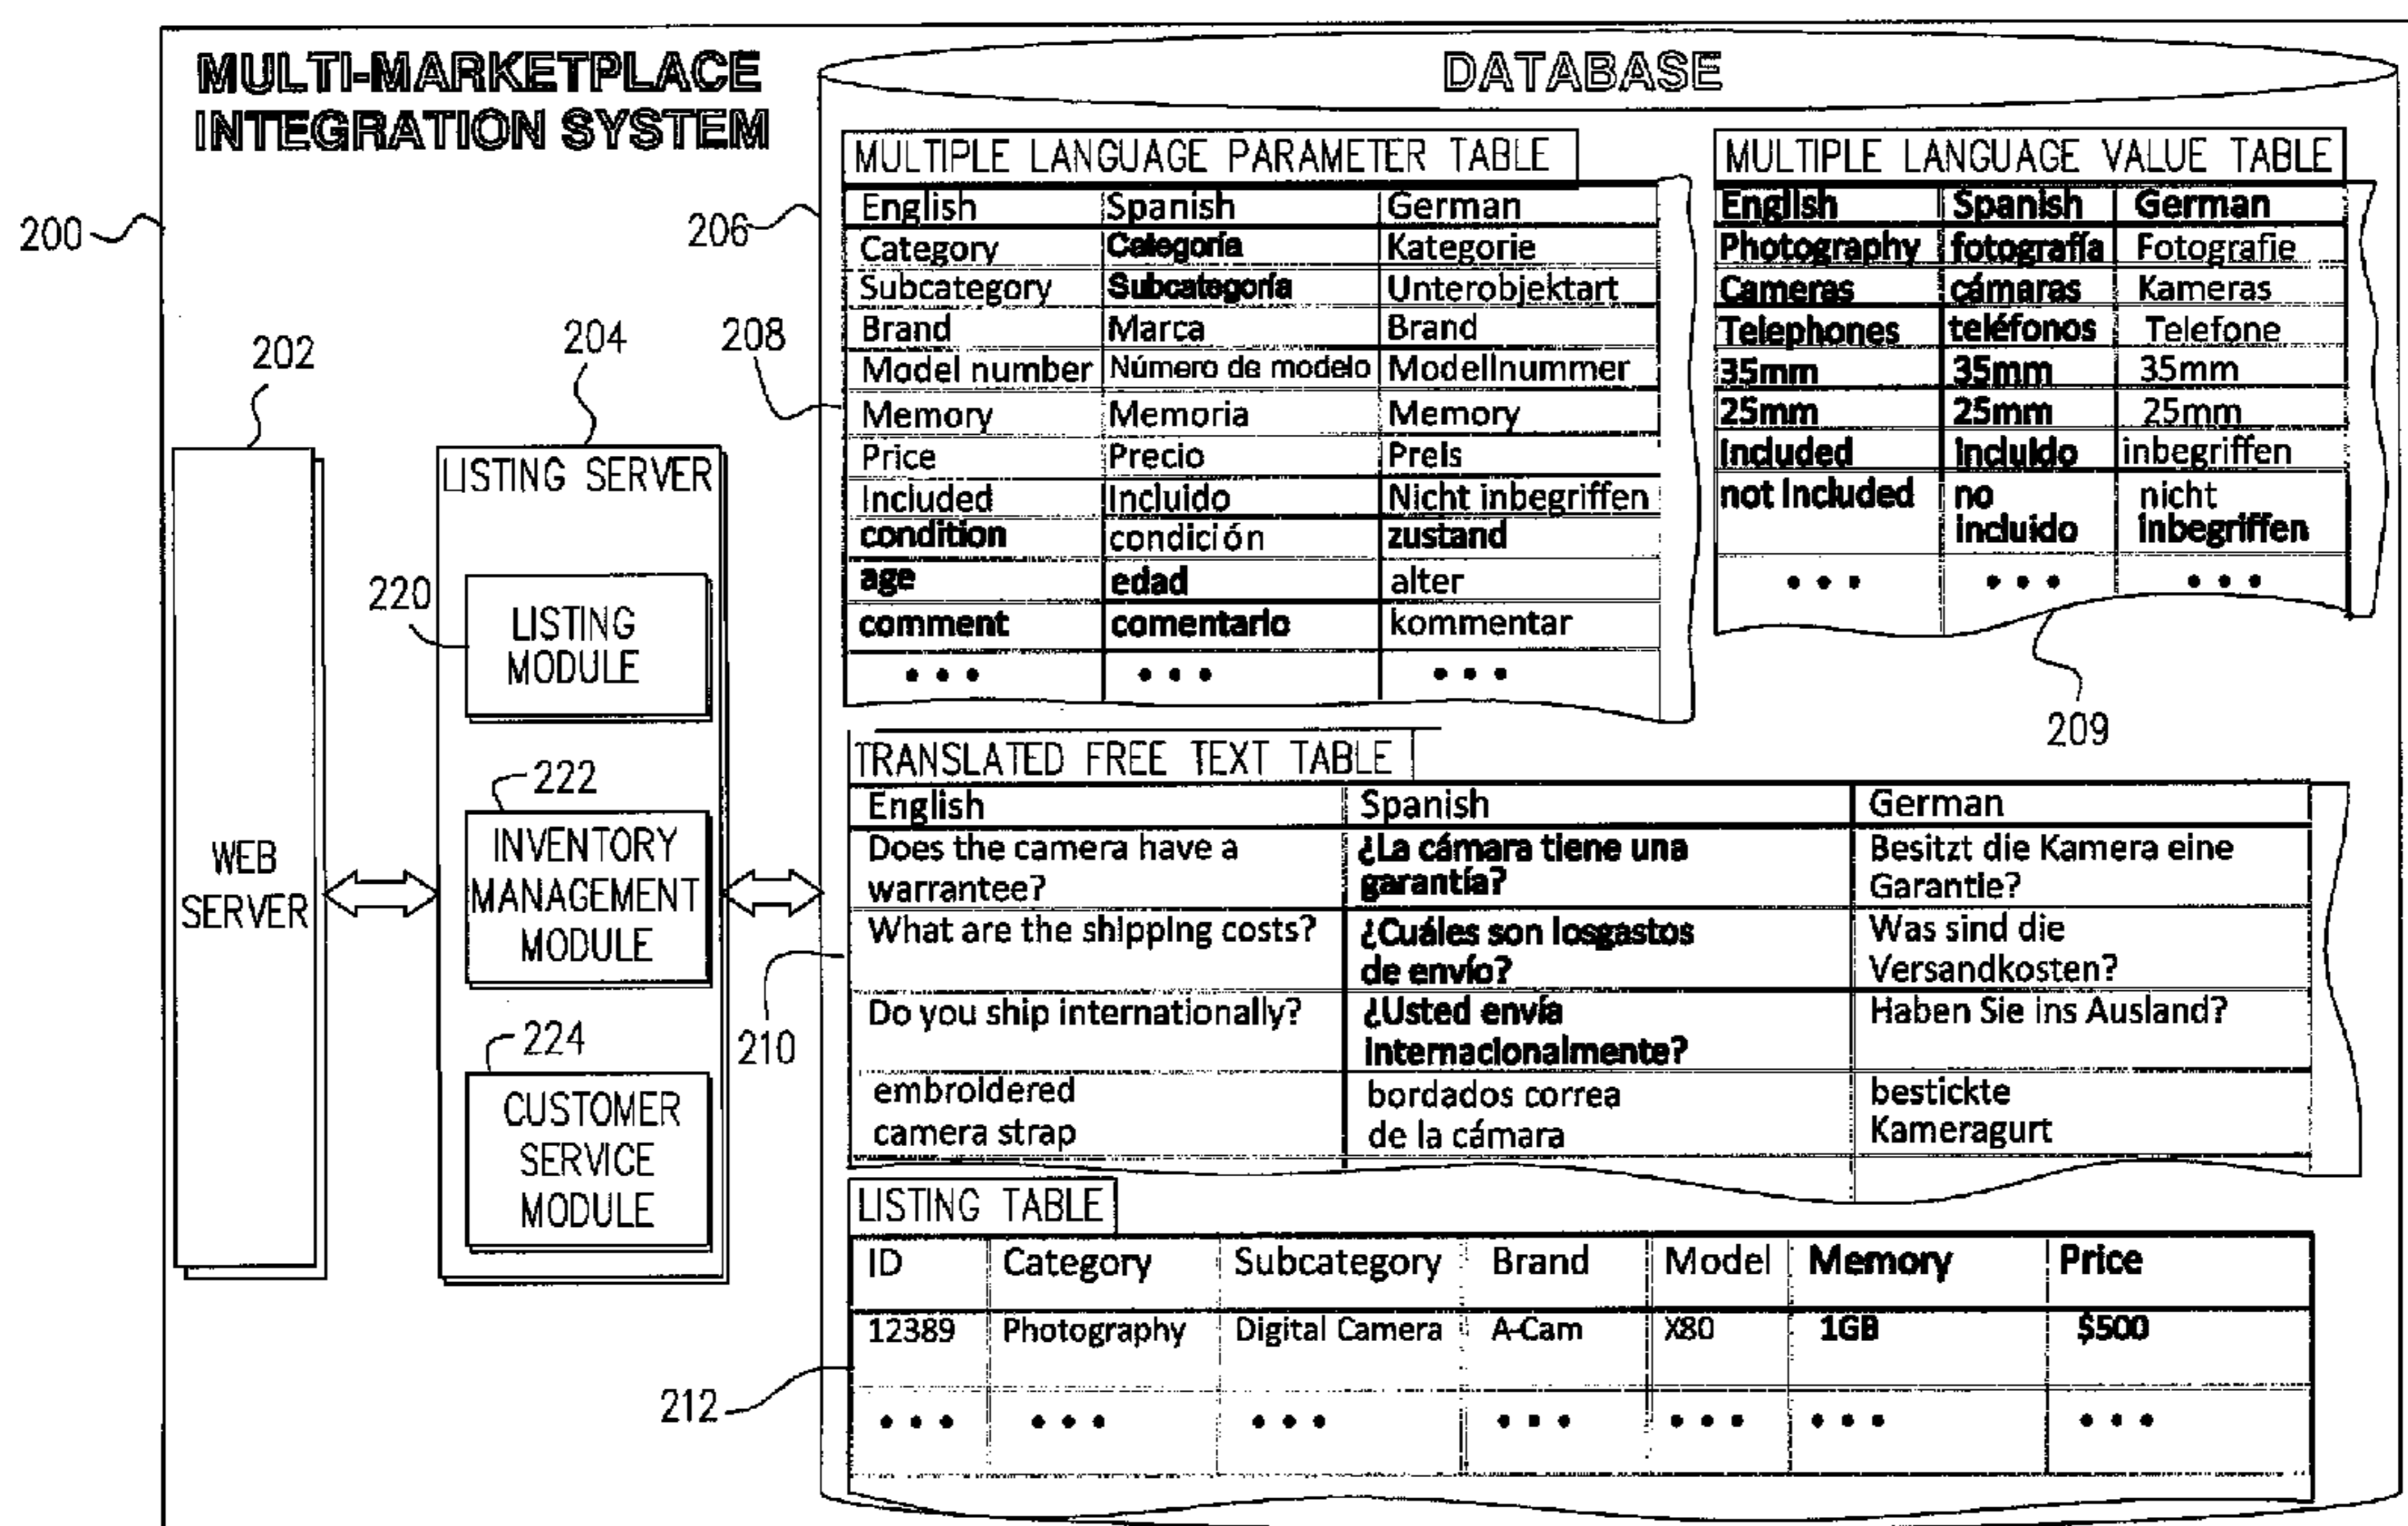 MULTI-MARKETPLACE
INTEGRATION SYSTEM
DATABASE
200
202
204
WEB
SERVER
LISTING SERVER
220
LISTING
MODULE
222
INVENTORY
MANAGEMENT
MODULE
224
CUSTOMER
SERVICE
MODULE
206
208
MULTIPLE LANGUAGE PARAMETER TABLE
English Spanish German
Category Categoría Kategorie
Subcategory Subcategoría Unterobjektart
Brand Marca Brand
Model number Número de modelo Modellnummer
Memory Memoria Memory
Price Precio Preis
Included Incluido Nicht inbegriffen
condition condición zustand
age edad alter
comment comentario kommentar
• • • • • • • • •
MULTIPLE LANGUAGE VALUE TABLE
English Spanish German
Photography fotografía Fotografie
Cameras cámaras Kameras
Telephones teléfonos Telefone
35mm 35mm 35mm
25mm 25mm 25mm
Included incluido inbegriffen
not Included no nicht
incluido inbegriffen
• • • • • • • • •
209
TRANSLATED FREE TEXT TABLE
English Spanish German
Does the camera have a ¿La cámara tiene una Besitzt die Kamera eine
warrantee? garantía? Garantie?
What are the shipping costs? ¿Cuáles son losgastos Was sind die
de envío? Versandkosten?
Do you ship internationally? ¿Usted envía Haben Sie ins Ausland?
internacionalmente?
embroidered bordados correa bestickte
camera strap de la cámara Kameragurt
210
LISTING TABLE
ID Category Subcategory Brand Model Memory Price
12389 Photography Digital Camera A-Cam X80 1GB $500
• • • • • • • • • • • • • • • • • • • • •
212